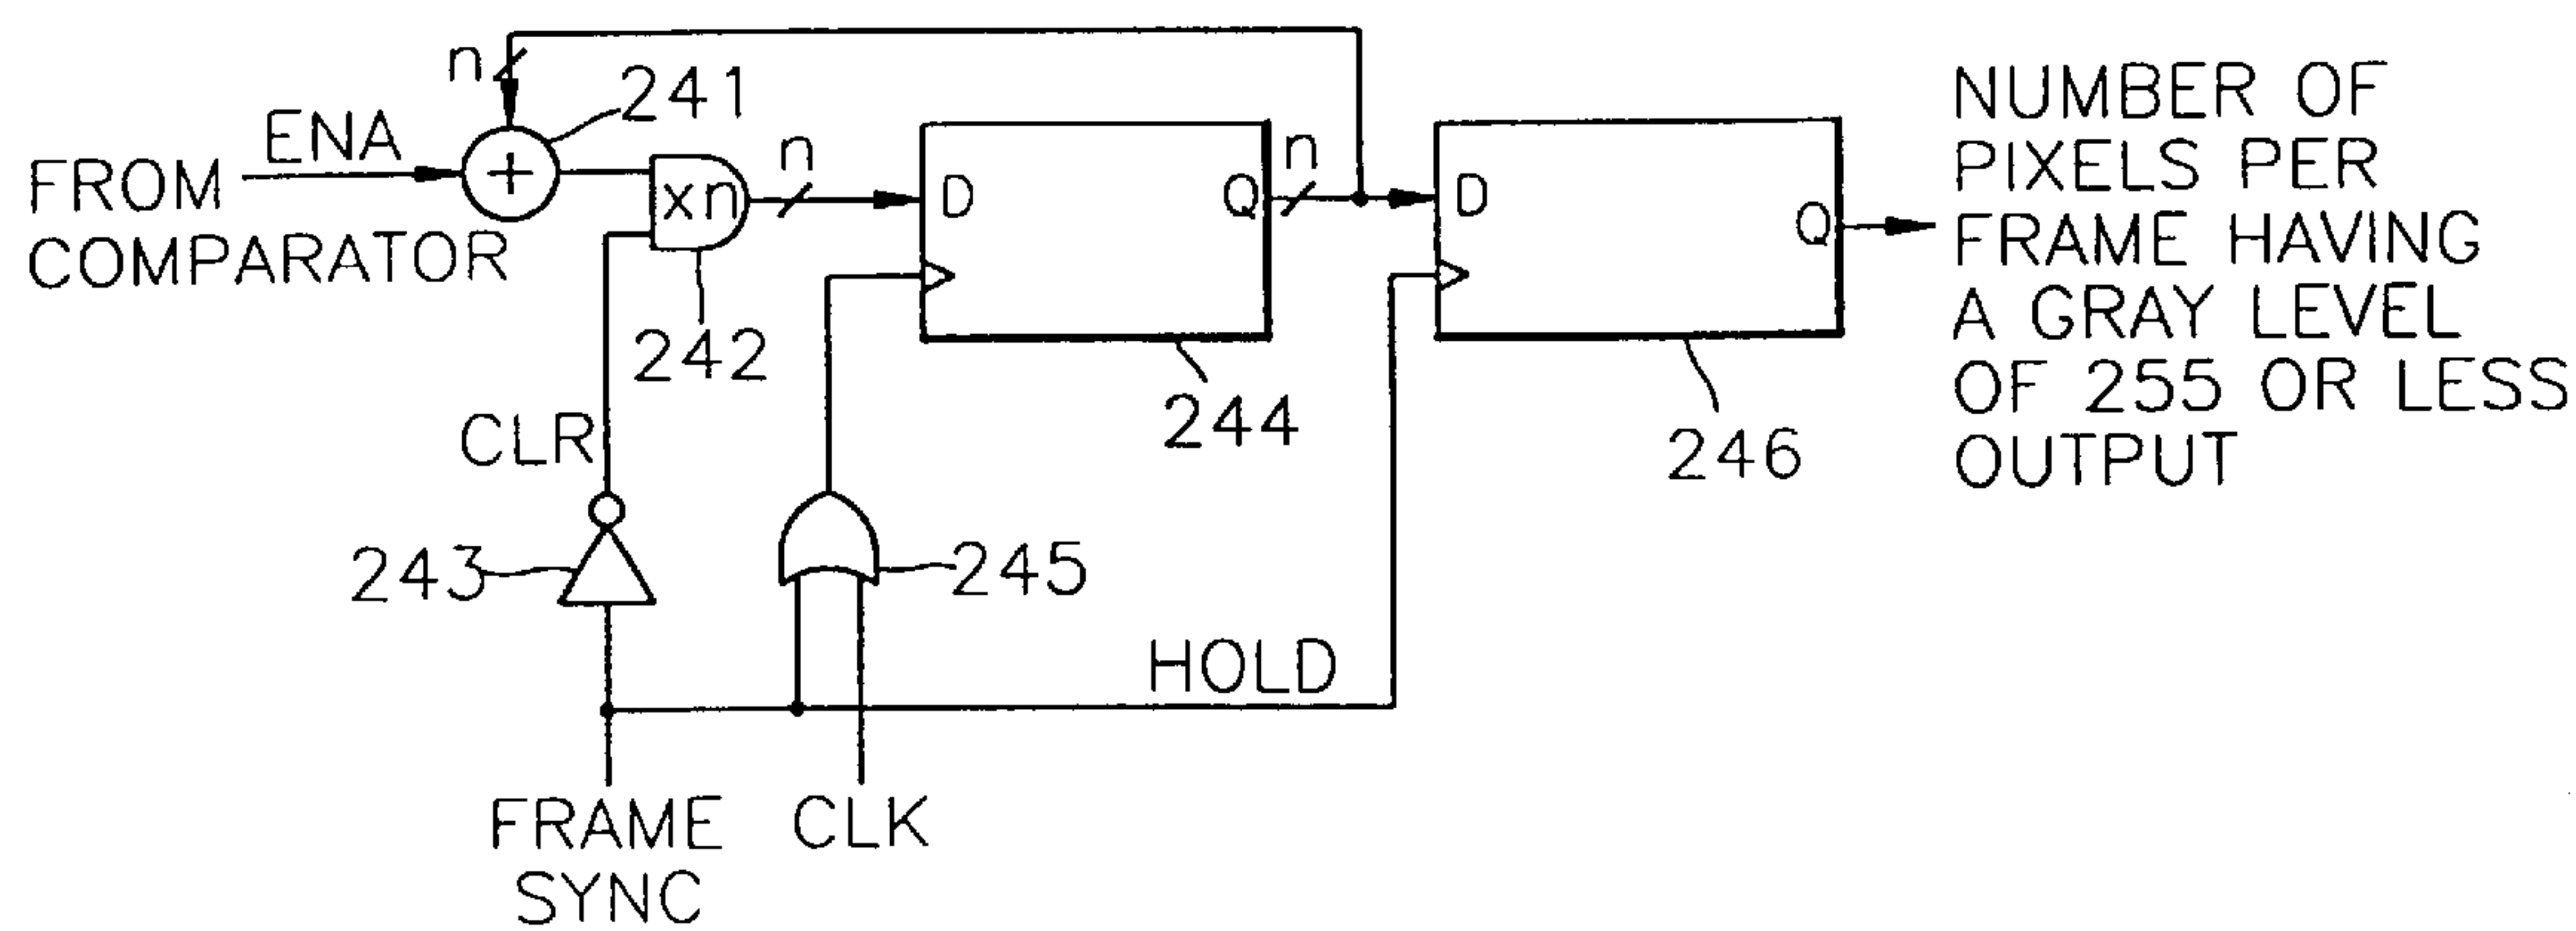 n
241
ENA
FROM
COMPARATOR
xn
n
242
D
Q
n
244
D
Q
246
NUMBER OF
PIXELS PER
FRAME HAVING
A GRAY LEVEL
OF 255 OR LESS
OUTPUT
CLR
243
245
HOLD
FRAME
SYNC
CLK